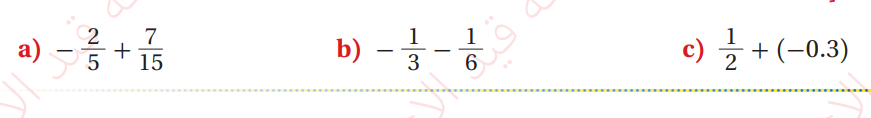 a) −2/5 + 7/15 b) −1/3 − 1/6 c) 1/2 + (−0.3)